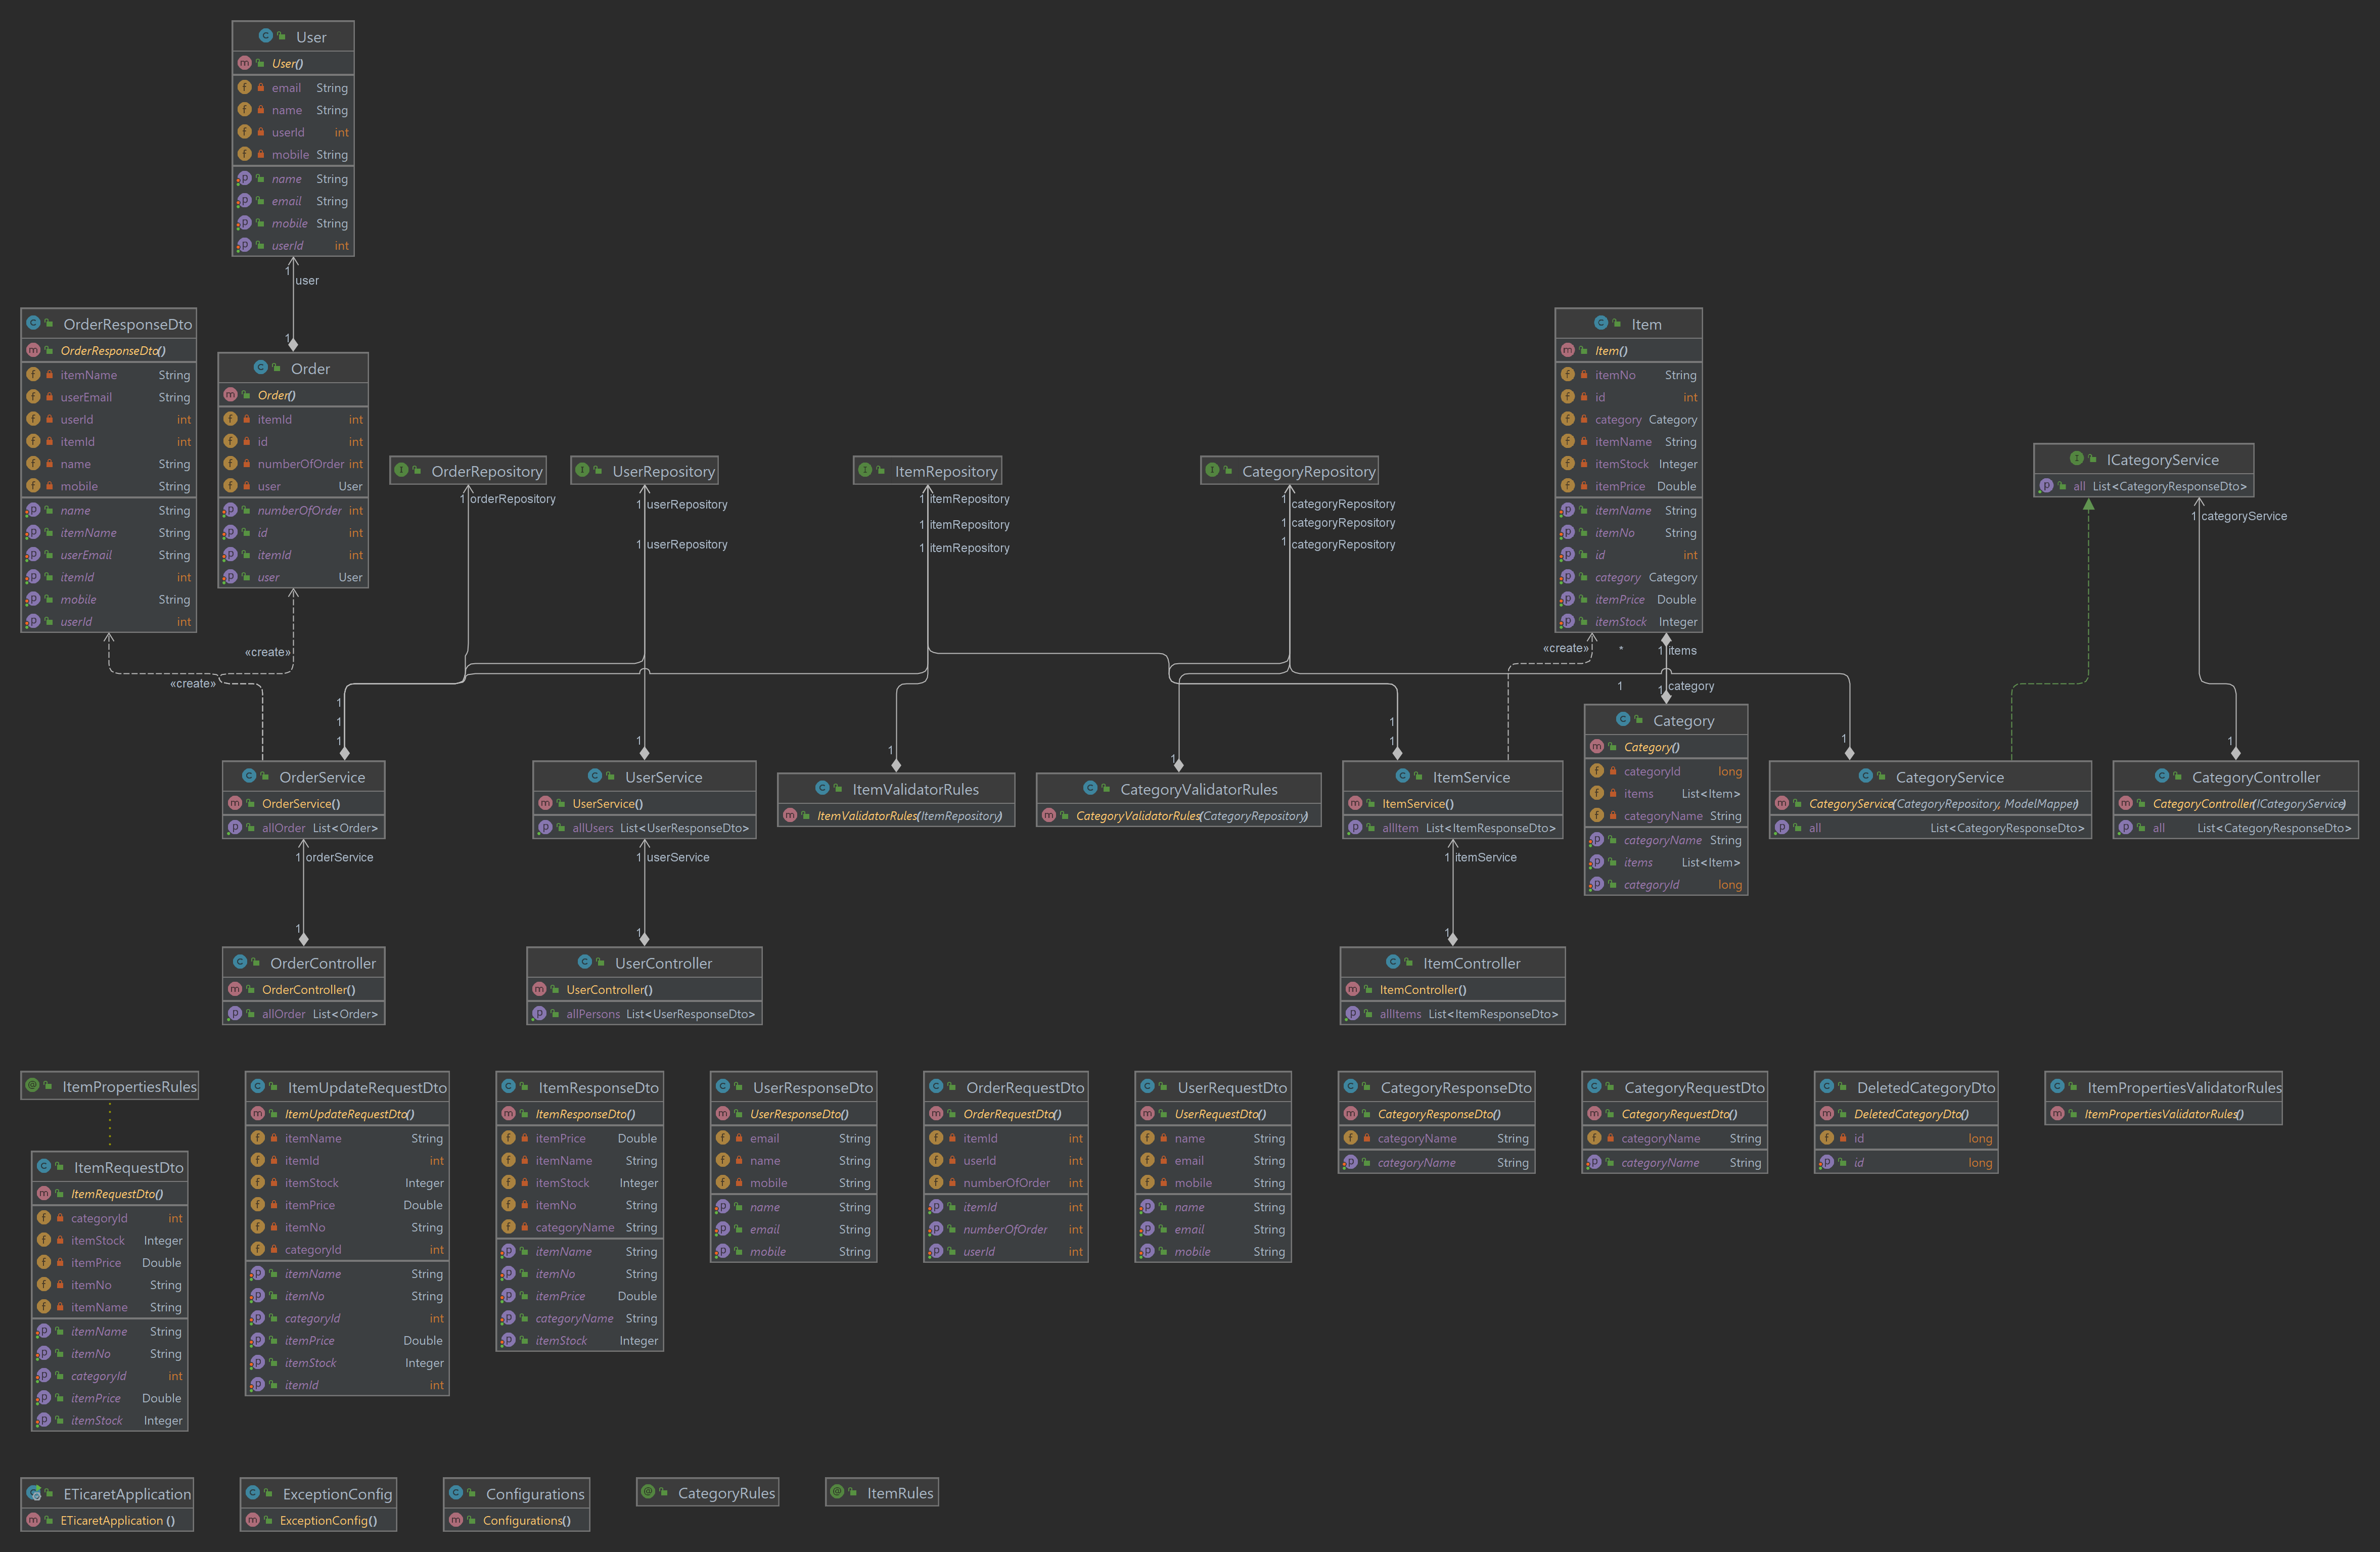 User
User()
email String
name String
userId int
mobile String
name String
email String
mobile String
userId int
1
user
1
OrderResponseDto
OrderResponseDto()
itemName String
userEmail String
userId int
itemId int
name String
mobile String
name String
itemName String
userEmail String
itemId int
mobile String
userId int
Order
Order()
itemId int
id int
numberOfOrder int
user User
numberOfOrder int
id int
itemId int
user User
OrderRepository
1 orderRepository
UserRepository
1 userRepository
1 userRepository
ItemRepository
1 itemRepository
1 itemRepository
1 itemRepository
CategoryRepository
1 categoryRepository
1 categoryRepository
1 categoryRepository
Item
Item()
itemNo String
id int
category Category
itemName String
itemStock Integer
itemPrice Double
itemName String
itemNo String
id int
category Category
itemPrice Double
itemStock Integer
ICategoryService
all List<CategoryResponseDto>
1 categoryService
«create»
«create»
«create»
* 1 items
1 1 category
1
1
1
1
1
1
1
1
1
1
OrderService
OrderService()
allOrder List<Order>
UserService
UserService()
allUsers List<UserResponseDto>
ItemValidatorRules
ItemValidatorRules(ItemRepository)
CategoryValidatorRules
CategoryValidatorRules(CategoryRepository)
ItemService
ItemService()
allItem List<ItemResponseDto>
Category
Category()
categoryId long
items List<Item>
categoryName String
categoryName String
items List<Item>
categoryId long
CategoryService
CategoryService(CategoryRepository, ModelMapper)
all List<CategoryResponseDto>
CategoryController
CategoryController(ICategoryService)
all List<CategoryResponseDto>
1 orderService
1
1 userService
1
1 itemService
1
OrderController
OrderController()
allOrder List<Order>
UserController
UserController()
allPersons List<UserResponseDto>
ItemController
ItemController()
allItems List<ItemResponseDto>
ItemPropertiesRules
ItemRequestDto
ItemRequestDto()
categoryId int
itemStock Integer
itemPrice Double
itemNo String
itemName String
itemName String
itemNo String
categoryId int
itemPrice Double
itemStock Integer
ItemUpdateRequestDto
ItemUpdateRequestDto()
itemName String
itemId int
itemStock Integer
itemPrice Double
itemNo String
categoryId int
itemName String
itemNo String
categoryId int
itemPrice Double
itemStock Integer
itemId int
ItemResponseDto
ItemResponseDto()
itemPrice Double
itemName String
itemStock Integer
itemNo String
categoryName String
itemName String
itemNo String
itemPrice Double
categoryName String
itemStock Integer
UserResponseDto
UserResponseDto()
email String
name String
mobile String
name String
email String
mobile String
OrderRequestDto
OrderRequestDto()
itemId int
userId int
numberOfOrder int
itemId int
numberOfOrder int
userId int
UserRequestDto
UserRequestDto()
name String
email String
mobile String
name String
email String
mobile String
CategoryResponseDto
CategoryResponseDto()
categoryName String
categoryName String
CategoryRequestDto
CategoryRequestDto()
categoryName String
categoryName String
DeletedCategoryDto
DeletedCategoryDto()
id long
id long
ItemPropertiesValidatorRules
ItemPropertiesValidatorRules()
ETicaretApplication
ETicaretApplication ()
ExceptionConfig
ExceptionConfig()
Configurations
Configurations()
CategoryRules
ItemRules